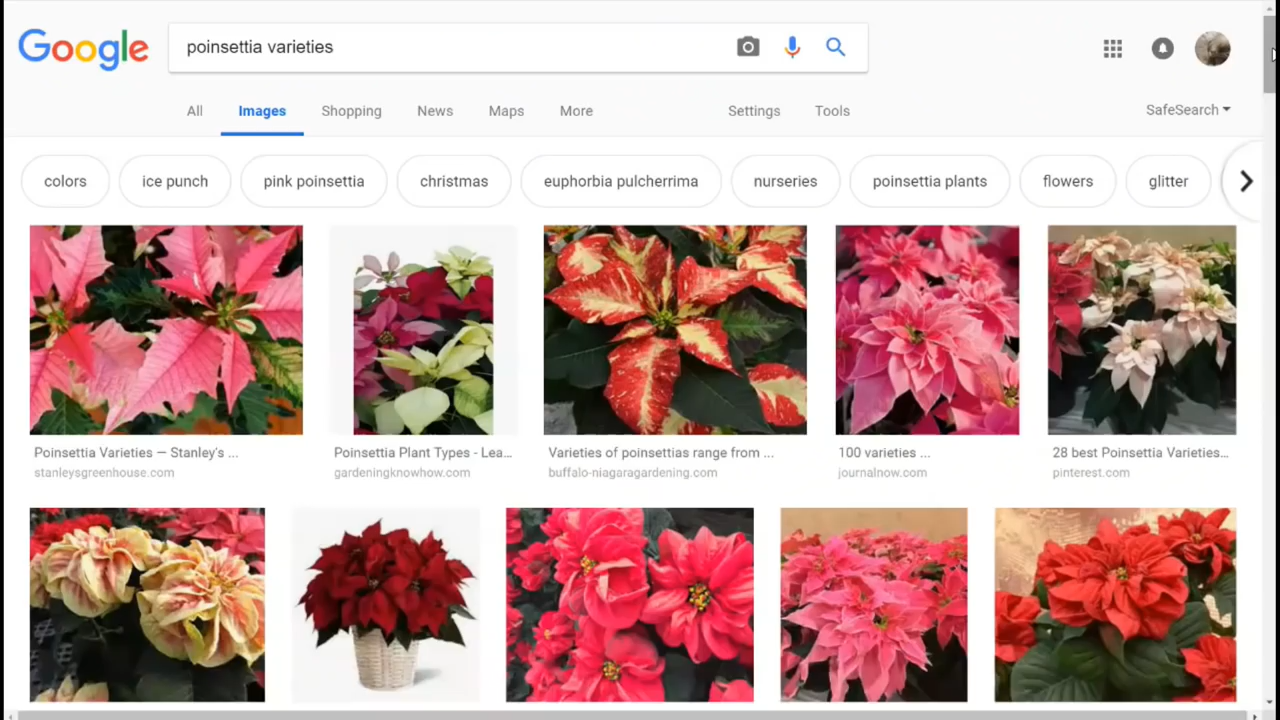 Google
poinsettia varieties
All Images Shopping News Maps More Settings Tools SafeSearch
colors ice punch pink poinsettia christmas euphorbia pulcherrima nurseries poinsettia plants flowers glitter
Poinsettia Varieties — Stanley's ...
stanleysgreenhouse.com
Poinsettia Plant Types - Lea...
gardeningknowhow.com
Varieties of poinsettias range from ...
buffalo-niagaragardening.com
100 varieties ...
journalnow.com
28 best Poinsettia Varieties...
pinterest.com